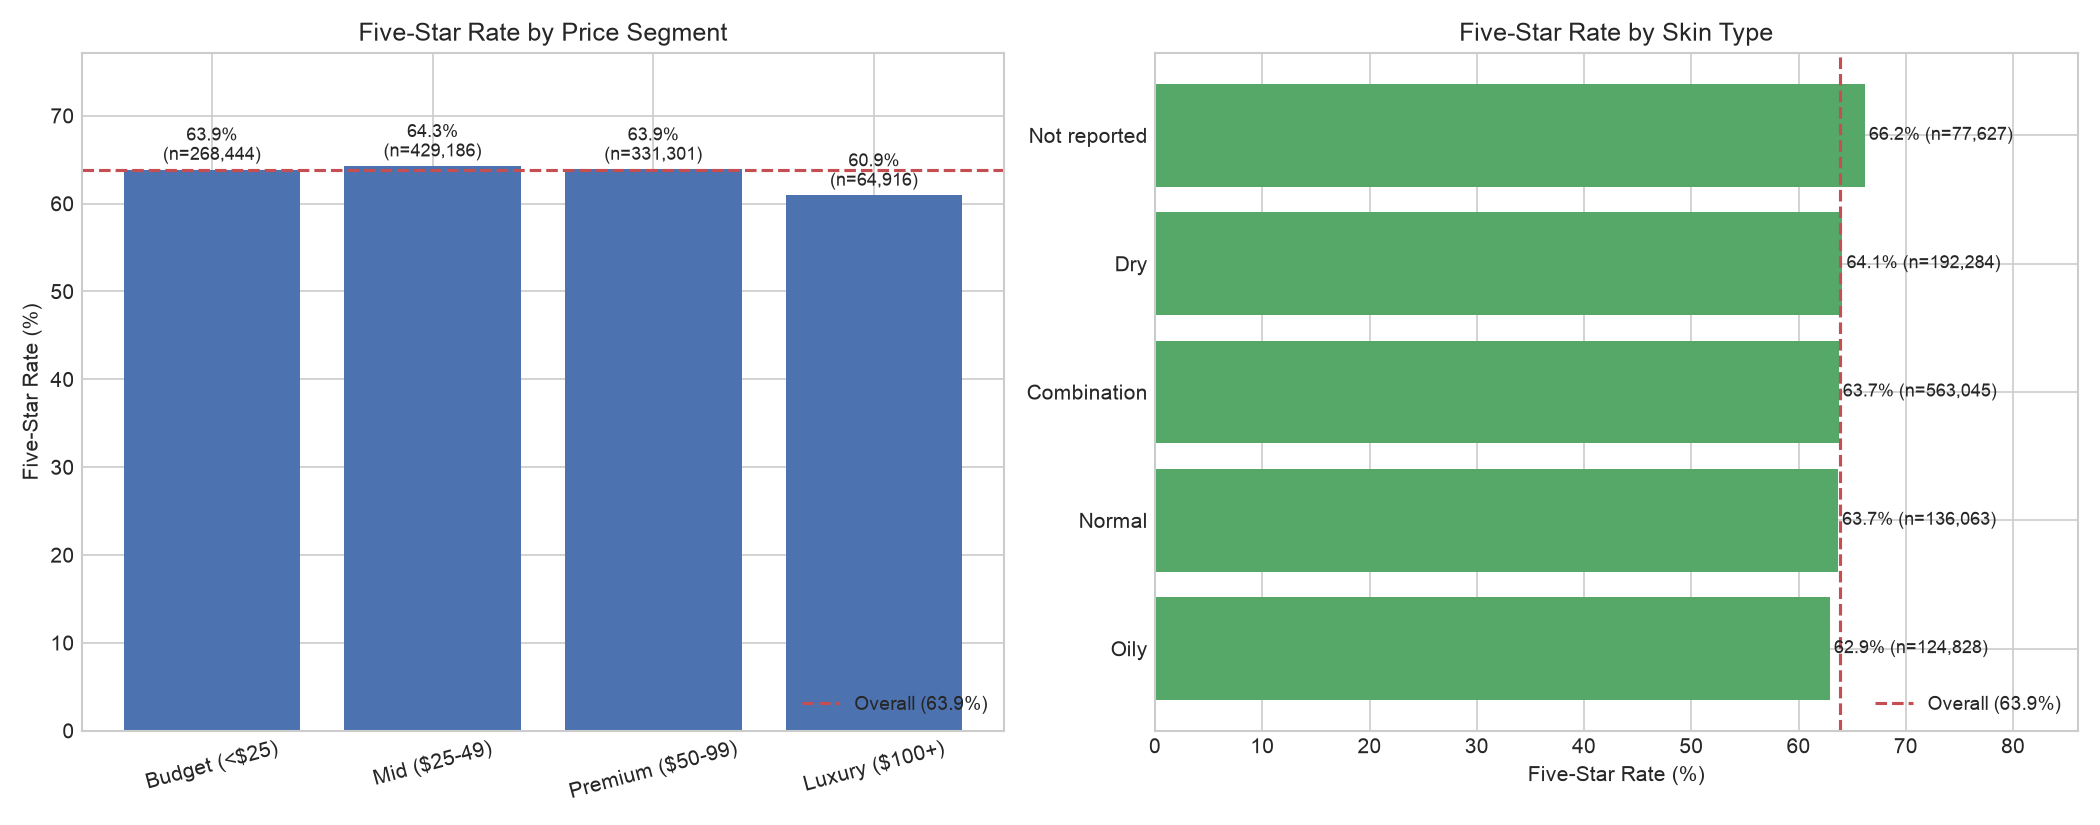 Five-Star Rate by Price Segment
Five-Star Rate (%)
70
60
50
40
30
20
10
0
63.9%
(n=268,444)
64.3%
(n=429,186)
63.9%
(n=331,301)
60.9%
(n=64,916)
Overall (63.9%)
Budget (<$25)
Mid ($25-49)
Premium ($50-99)
Luxury ($100+)
Five-Star Rate by Skin Type
Not reported
66.2% (n=77,627)
Dry
64.1% (n=192,284)
Combination
63.7% (n=563,045)
Normal
63.7% (n=136,063)
Oily
62.9% (n=124,828)
Overall (63.9%)
0 10 20 30 40 50 60 70 80
Five-Star Rate (%)